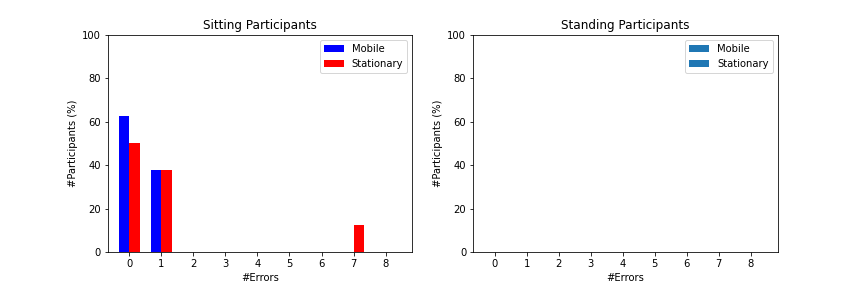 Sitting Participants
100
80
60
40
20
0
#Participants (%)
Mobile
Stationary
0 1 2 3 4 5 6 7 8
#Errors
Standing Participants
100
80
60
40
20
0
#Participants (%)
Mobile
Stationary
0 1 2 3 4 5 6 7 8
#Errors